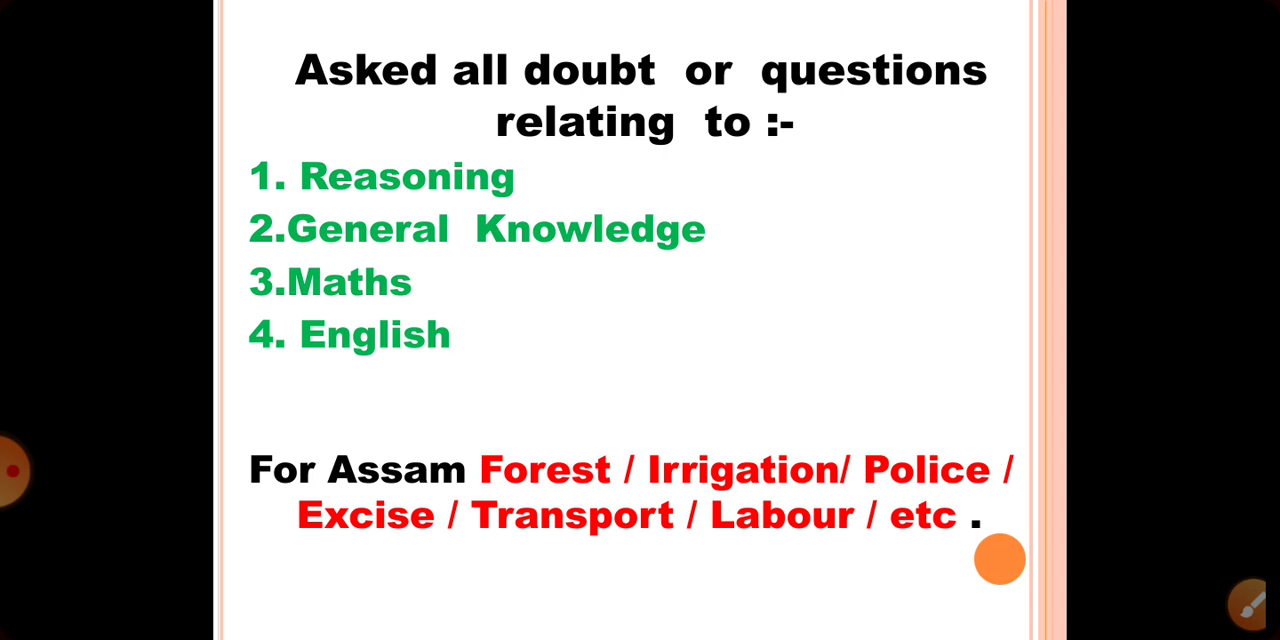 Asked all doubt or questions
relating to :-
1. Reasoning
2.General Knowledge
3.Maths
4. English
For Assam Forest / Irrigation/ Police /
Excise / Transport / Labour / etc .